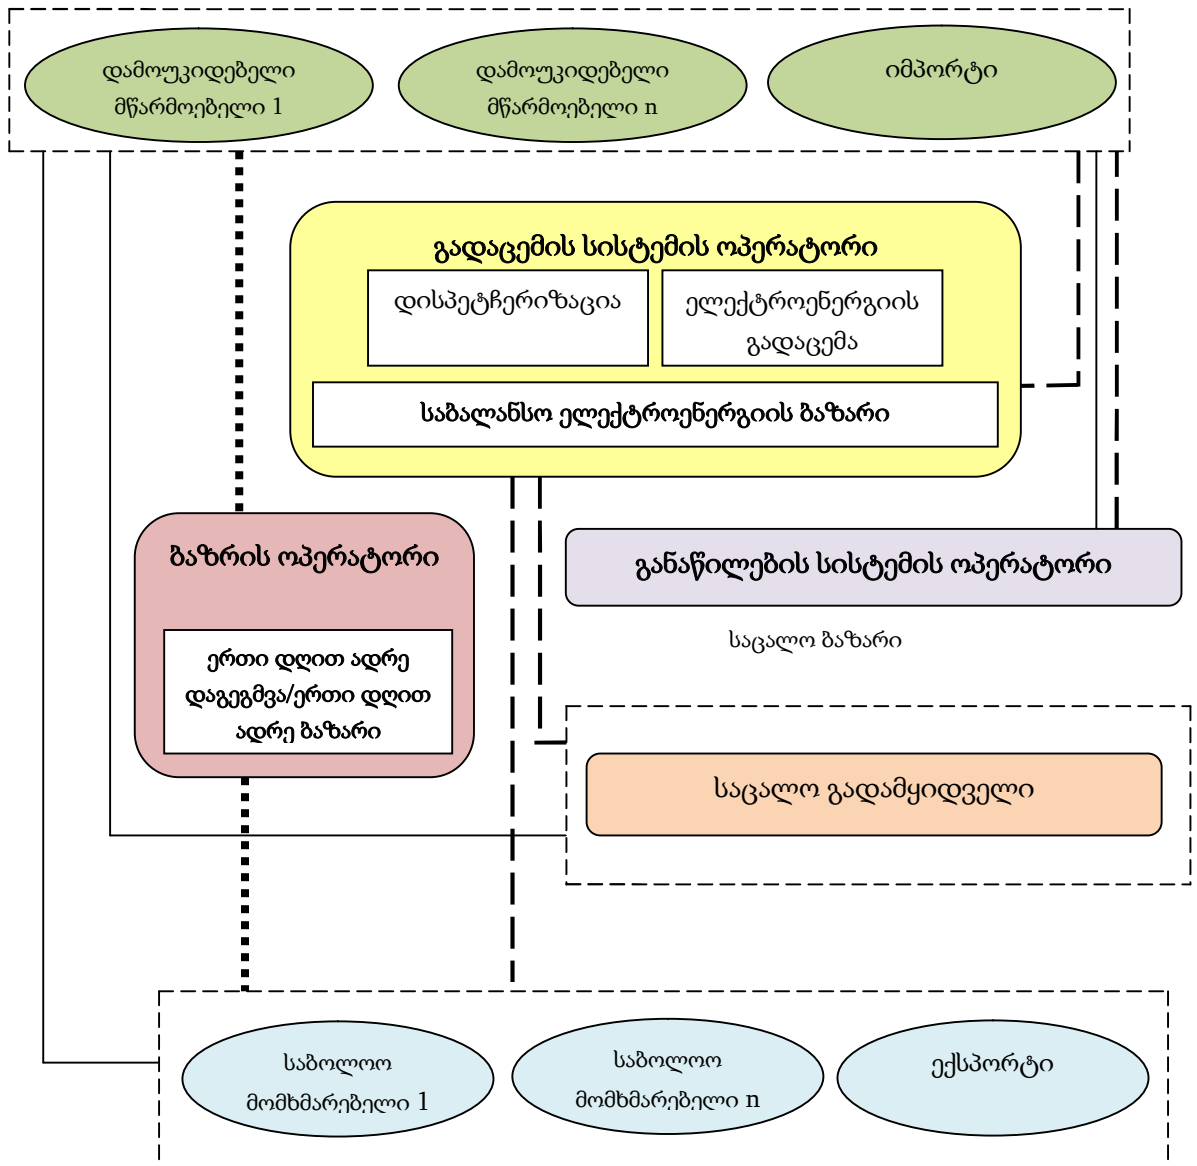 დამოუკიდებელი
მწარმოებელი 1
დამოუკიდებელი
მწარმოებელი n
იმპორტი
გადაცემის სისტემის ოპერატორი
დისპეტჩერიზაცია
ელექტროენერგიის
გადაცემა
საბალანსო ელექტროენერგიის ბაზარი
ბაზრის ოპერატორი
ერთი დღით ადრე
დაგეგმვა/ერთი დღით
ადრე ბაზარი
განაწილების სისტემის ოპერატორი
საცალო ბაზარი
საცალო გადამყიდველი
საბოლოო
მომხმარებელი 1
საბოლოო
მომხმარებელი n
ექსპორტი